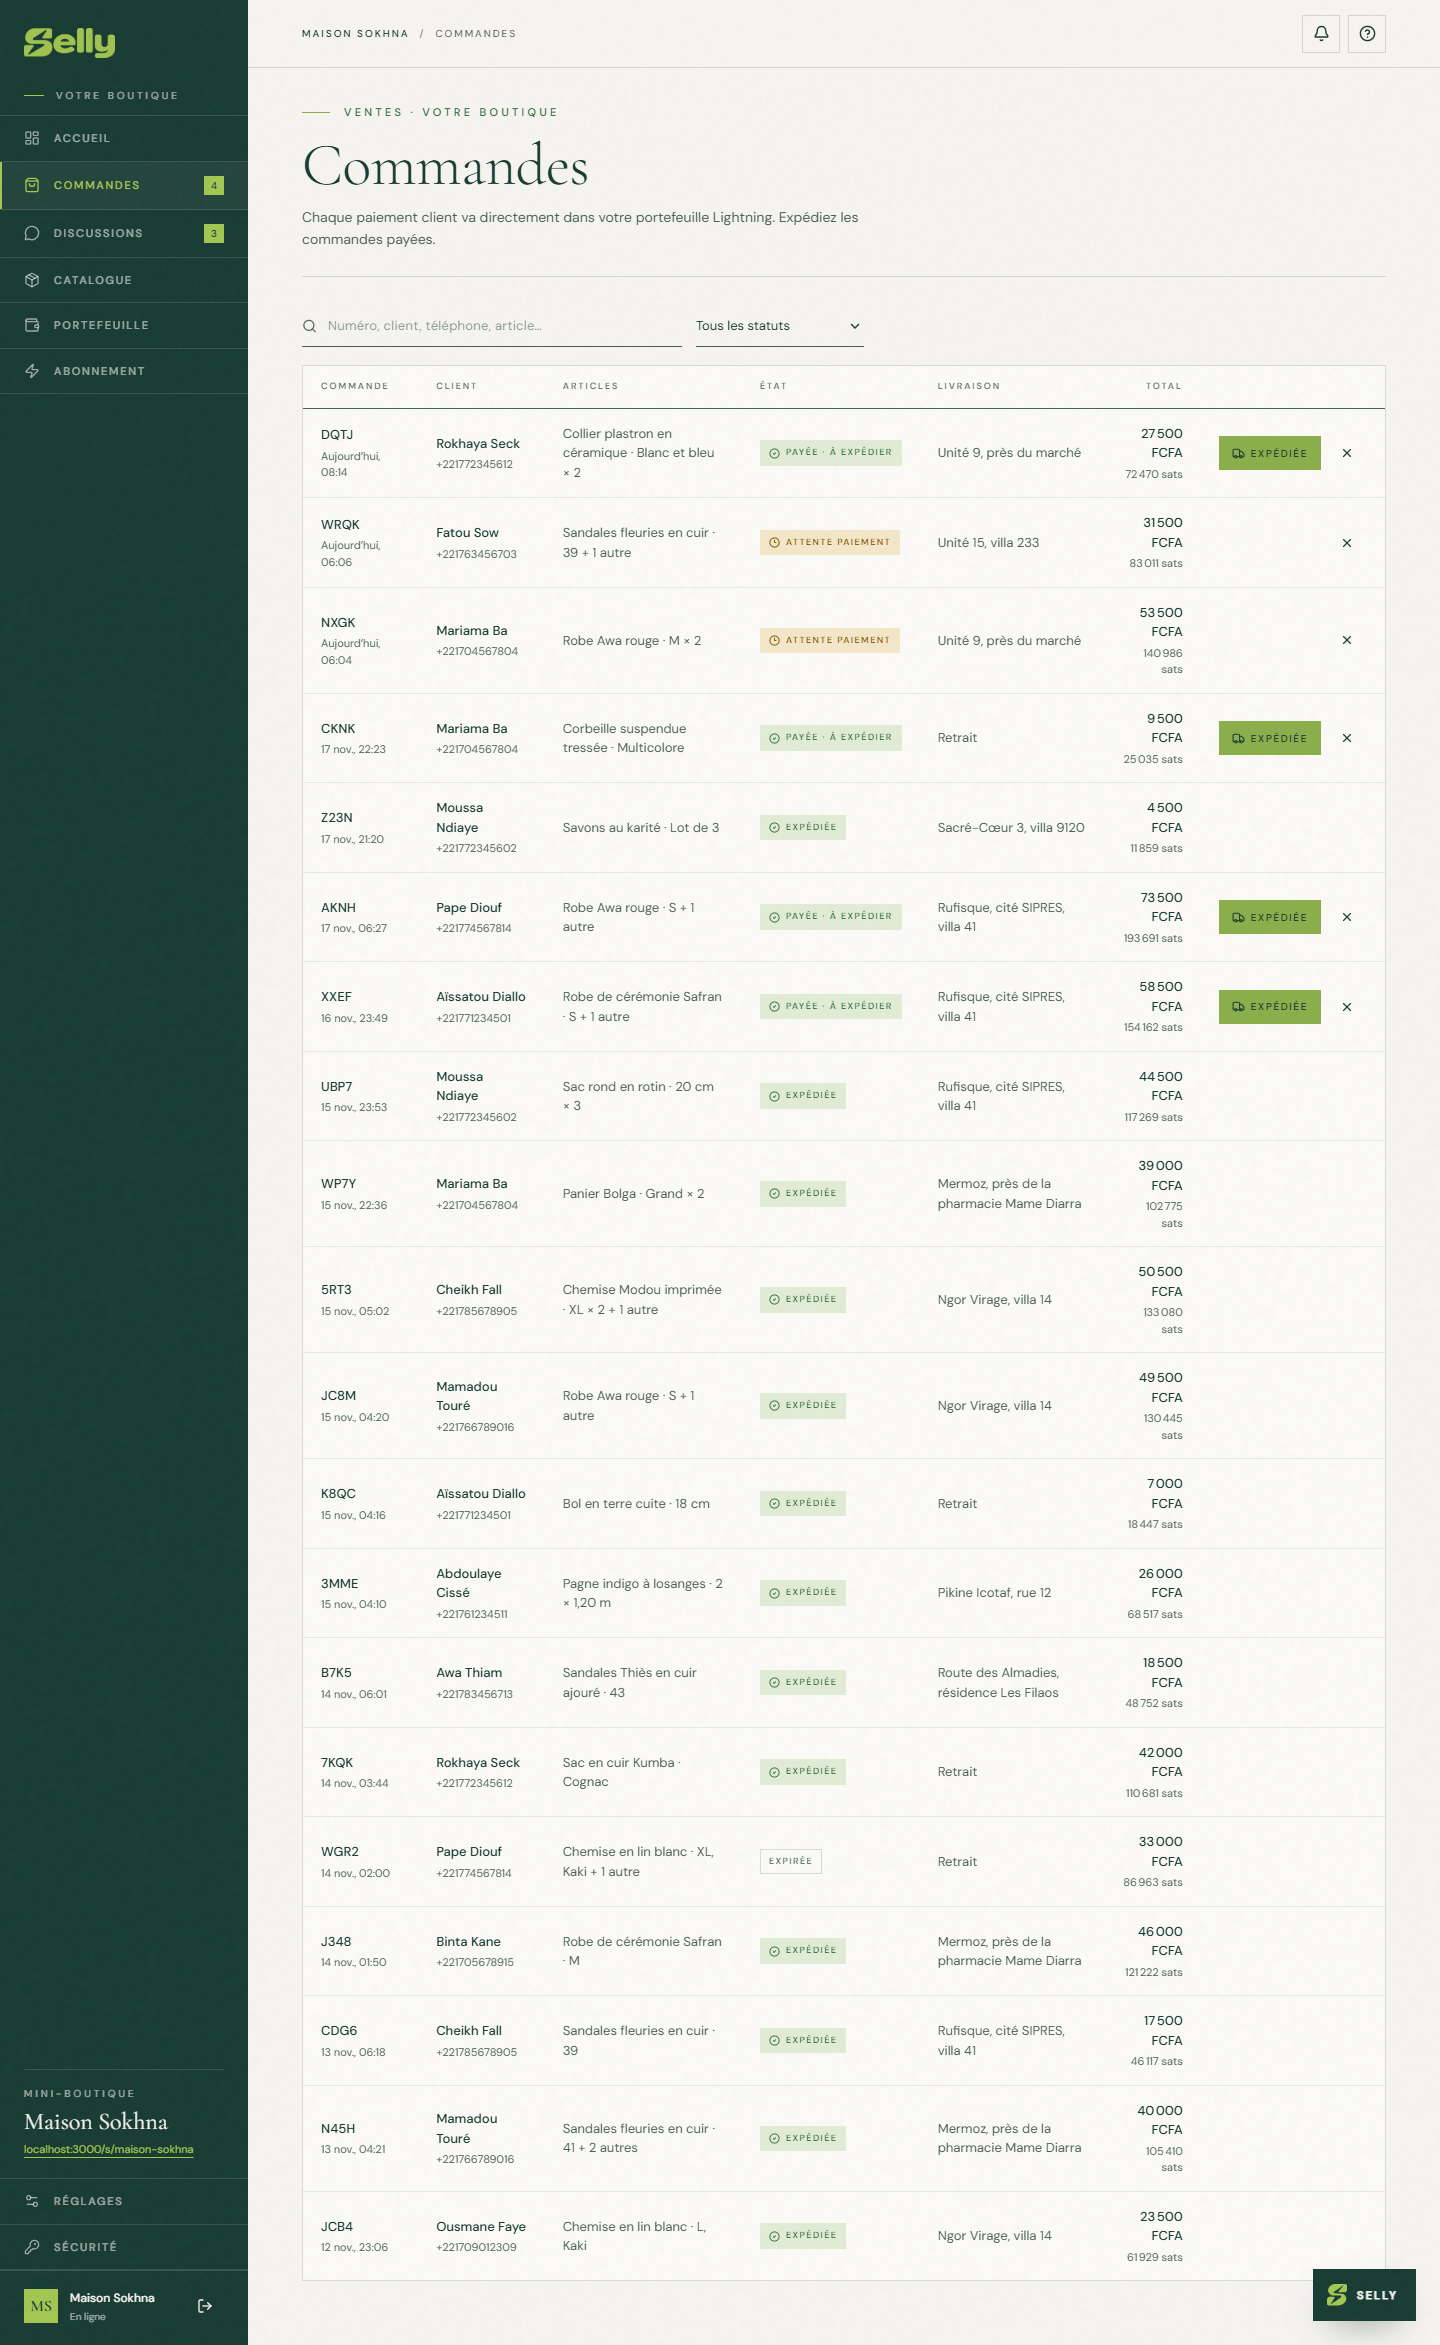 Selly
VOTRE BOUTIQUE
ACCUEIL
COMMANDES 4
DISCUSSIONS 3
CATALOGUE
PORTEFEUILLE
ABONNEMENT
MINI-BOUTIQUE
Maison Sokhna
localhost:3000/s/maison-sokhna
RÉGLAGES
SÉCURITÉ
MS
Maison Sokhna
En ligne
MAISON SOKHNA / COMMANDES
VENTES · VOTRE BOUTIQUE
Commandes
Chaque paiement client va directement dans votre portefeuille Lightning. Expédiez les
commandes payées.
Numéro, client, téléphone, article…
Tous les statuts
COMMANDE CLIENT ARTICLES ÉTAT LIVRAISON TOTAL
DQTJ
Aujourd'hui,
08:14
Rokhaya Seck
+221772345612
Collier plastron en
céramique · Blanc et bleu
× 2
PAYÉE · À EXPÉDIER
Unité 9, près du marché
27 500
FCFA
72 470 sats
EXPÉDIÉE
WRQK
Aujourd'hui,
06:06
Fatou Sow
+221763456703
Sandales fleuries en cuir ·
39 + 1 autre
ATTENTE PAIEMENT
Unité 15, villa 233
31 500
FCFA
83 011 sats
NXGK
Aujourd'hui,
06:04
Mariama Ba
+221704567804
Robe Awa rouge · M × 2
ATTENTE PAIEMENT
Unité 9, près du marché
53 500
FCFA
140 986
sats
CKNK
17 nov., 22:23
Mariama Ba
+221704567804
Corbeille suspendue
tressée · Multicolore
PAYÉE · À EXPÉDIER
Retrait
9 500
FCFA
25 035 sats
EXPÉDIÉE
Z23N
17 nov., 21:20
Moussa
Ndiaye
+221772345602
Savons au karité · Lot de 3
EXPÉDIÉE
Sacré-Cœur 3, villa 9120
4 500
FCFA
11 859 sats
AKNH
17 nov., 06:27
Pape Diouf
+221774567814
Robe Awa rouge · S + 1
autre
PAYÉE · À EXPÉDIER
Rufisque, cité SIPRES,
villa 41
73 500
FCFA
193 691 sats
EXPÉDIÉE
XXEF
16 nov., 23:49
Aïssatou Diallo
+221771234501
Robe de cérémonie Safran
· S + 1 autre
PAYÉE · À EXPÉDIER
Rufisque, cité SIPRES,
villa 41
58 500
FCFA
154 162 sats
EXPÉDIÉE
UBP7
15 nov., 23:53
Moussa
Ndiaye
+221772345602
Sac rond en rotin · 20 cm
× 3
EXPÉDIÉE
Rufisque, cité SIPRES,
villa 41
44 500
FCFA
117 269 sats
WP7Y
15 nov., 22:36
Mariama Ba
+221704567804
Panier Bolga · Grand × 2
EXPÉDIÉE
Mermoz, près de la
pharmacie Mame Diarra
39 000
FCFA
102 775
sats
5RT3
15 nov., 05:02
Cheikh Fall
+221785678905
Chemise Modou imprimée
· XL × 2 + 1 autre
EXPÉDIÉE
Ngor Virage, villa 14
50 500
FCFA
133 080
sats
JC8M
15 nov., 04:20
Mamadou
Touré
+221766789016
Robe Awa rouge · S + 1
autre
EXPÉDIÉE
Ngor Virage, villa 14
49 500
FCFA
130 445
sats
K8QC
15 nov., 04:16
Aïssatou Diallo
+221771234501
Bol en terre cuite · 18 cm
EXPÉDIÉE
Retrait
7 000
FCFA
18 447 sats
3MME
15 nov., 04:10
Abdoulaye
Cissé
+221761234511
Pagne indigo à losanges · 2
× 1,20 m
EXPÉDIÉE
Pikine Icotaf, rue 12
26 000
FCFA
68 517 sats
B7K5
14 nov., 06:01
Awa Thiam
+221783456713
Sandales Thiès en cuir
ajouré · 43
EXPÉDIÉE
Route des Almadies,
résidence Les Filaos
18 500
FCFA
48 752 sats
7KQK
14 nov., 03:44
Rokhaya Seck
+221772345612
Sac en cuir Kumba ·
Cognac
EXPÉDIÉE
Retrait
42 000
FCFA
110 681 sats
WGR2
14 nov., 02:00
Pape Diouf
+221774567814
Chemise en lin blanc · XL,
Kaki + 1 autre
EXPIRÉE
Retrait
33 000
FCFA
86 963 sats
J348
14 nov., 01:50
Binta Kane
+221705678915
Robe de cérémonie Safran
· M
EXPÉDIÉE
Mermoz, près de la
pharmacie Mame Diarra
46 000
FCFA
121 222 sats
CDG6
13 nov., 06:18
Cheikh Fall
+221785678905
Sandales fleuries en cuir ·
39
EXPÉDIÉE
Rufisque, cité SIPRES,
villa 41
17 500
FCFA
46 117 sats
N45H
13 nov., 04:21
Mamadou
Touré
+221766789016
Sandales fleuries en cuir ·
41 + 2 autres
EXPÉDIÉE
Mermoz, près de la
pharmacie Mame Diarra
40 000
FCFA
105 410
sats
JCB4
12 nov., 23:06
Ousmane Faye
+221709012309
Chemise en lin blanc · L,
Kaki
EXPÉDIÉE
Ngor Virage, villa 14
23 500
FCFA
61 929 sats
SELLY